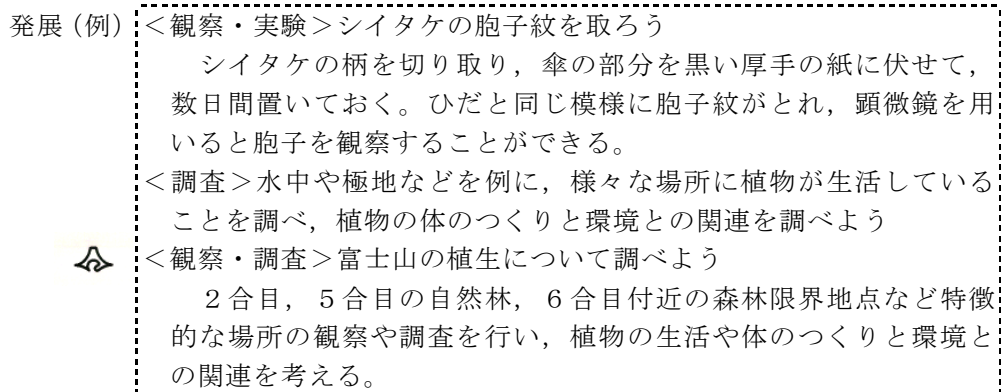 発展（例） ＜観察・実験＞シイタケの胞子紋を取ろう
シイタケの柄を切り取り，傘の部分を黒い厚手の紙に伏せて，
数日間置いておく。ひだと同じ模様に胞子紋がとれ，顕微鏡を用
いると胞子を観察することができる。
＜調査＞水中や極地などを例に，様々な場所に植物が生活している
ことを調べ，植物の体のつくりと環境との関連を調べよう
＜観察・調査＞富士山の植生について調べよう
２合目，５合目の自然林，６合目付近の森林限界地点など特徴
的な場所の観察や調査を行い，植物の生活や体のつくりと環境と
の関連を考える。